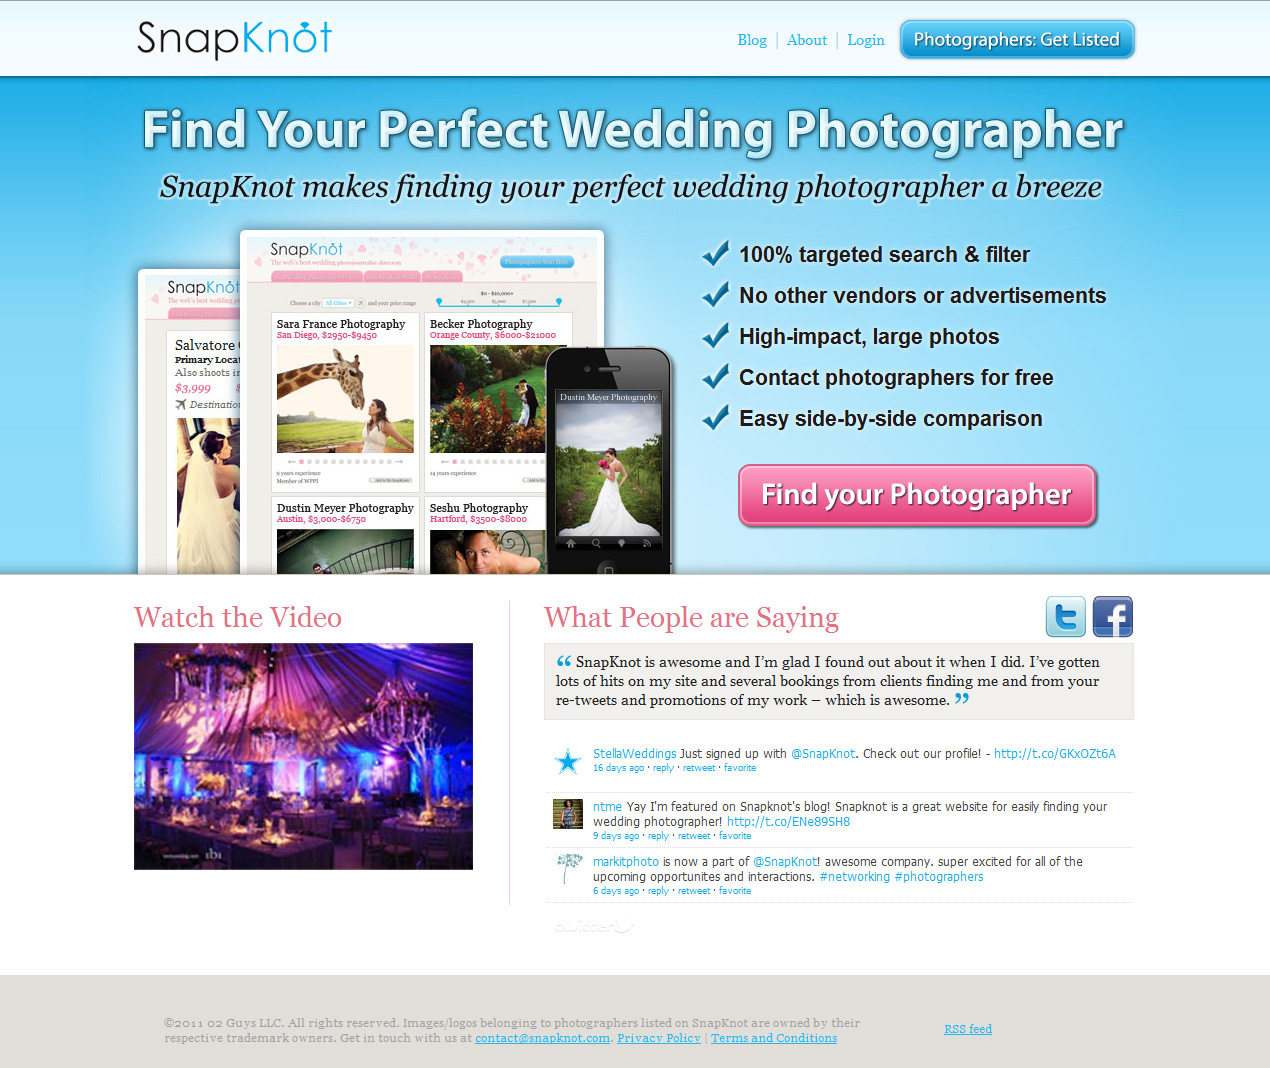 SnapKnot
Blog | About | Login
Photographers: Get Listed
Find Your Perfect Wedding Photographer
SnapKnot makes finding your perfect wedding photographer a breeze
SnapKnot
Salvatore
Primary Locat
Also shoots i
$3,999
Destinatio
SnapKnot
The web's best wedding photojournalist directory
Photographers Start Here
Choose a city All Cities and your price range
$0 - $10,000+
Sara France Photography
San Diego, $2950-$9450
9 years experience
Member of WPPI
Add to My SnapKnot
Becker Photography
Orange County, $6000-$21000
14 years experience
Dustin Meyer Photography
Austin, $3,000-$6750
Seshu Photography
Hartford, $3500-$8000
Dustin Meyer Photography
100% targeted search & filter
No other vendors or advertisements
High-impact, large photos
Contact photographers for free
Easy side-by-side comparison
Find your Photographer
Watch the Video
What People are Saying
“ SnapKnot is awesome and I’m glad I found out about it when I did. I’ve gotten
lots of hits on my site and several bookings from clients finding me and from your
re-tweets and promotions of my work – which is awesome. ”
StellaWeddings Just signed up with @SnapKnot. Check out our profile! - http://t.co/GKxOZt6A
16 days ago · reply · retweet · favorite
ntme Yay I'm featured on Snapknot's blog! Snapknot is a great website for easily finding your
wedding photographer! http://t.co/ENe89SH8
9 days ago · reply · retweet · favorite
markitphoto is now a part of @SnapKnot! awesome company. super excited for all of the
upcoming opportunites and interactions. #networking #photographers
6 days ago · reply · retweet · favorite
twitter
©2011 02 Guys LLC. All rights reserved. Images/logos belonging to photographers listed on SnapKnot are owned by their
respective trademark owners. Get in touch with us at contact@snapknot.com. Privacy Policy | Terms and Conditions
RSS feed